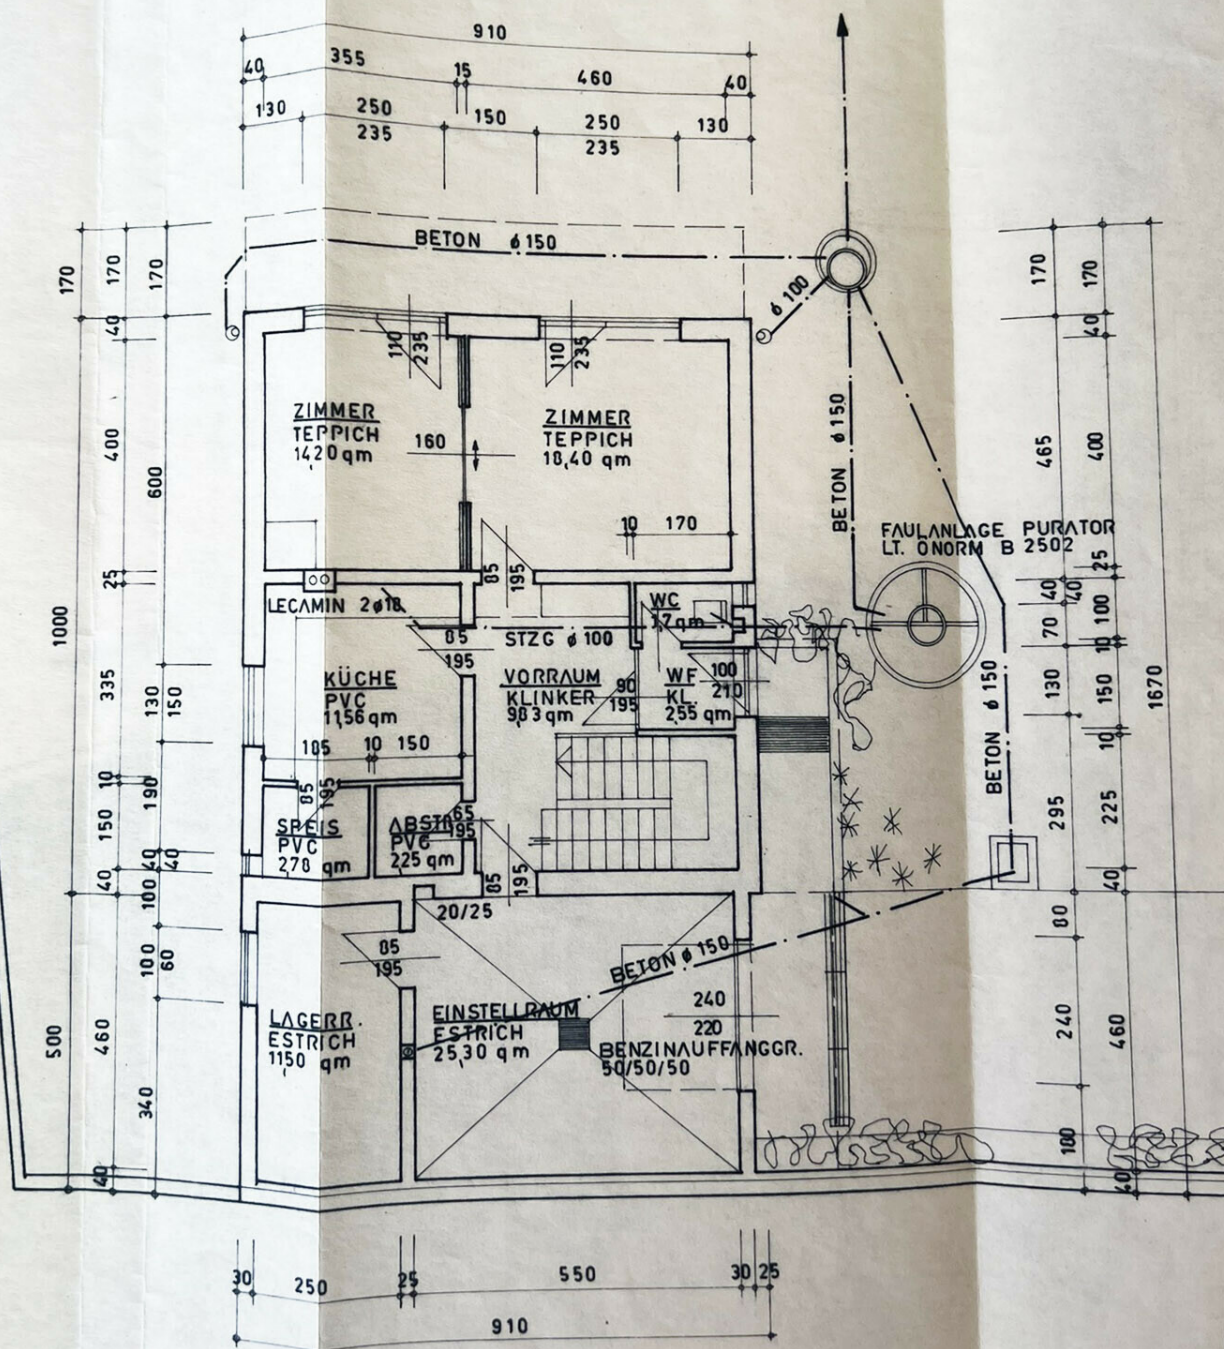 910
40 355 15 460 40
130 250 150 250 130
235 235
BETON ϕ 150
ϕ 100
BETON ϕ 150
110 235
110 235
ZIMMER
TEPPICH
14,20 qm
160
ZIMMER
TEPPICH
18,40 qm
10 170
85 195
FAULANLAGE PURATOR
LT. ÖNORM B 2502
LECAMIN 2ϕ18
STZG ϕ 100
WC
1,7 qm
85
195
KÜCHE
PVC
11,56 qm
VORRAUM
KLINKER
9,83 qm
90
195
WF
KL.
2,55 qm
100
210
185 10 150
85 195
SPEIS
PVC
2,78 qm
ABSTR.
PVC
2,25 qm
65
195
85 195
20/25
BETON ϕ 150
85
195
BETON ϕ 150
LAGERR.
ESTRICH
11,50 qm
EINSTELLRAUM
ESTRICH
25,30 qm
240
220
BENZINAUFFANGGR.
50/50/50
170 1000 500
170 40 400 25 335 10 150 40 460 40
170 600 130 150 190 40 40 100 100 60 340
170 465 40 40 70 130 295 80 240 180
170 40 400 25 100 10 150 10 225 40 460 40
1670
30 250 25 550 30 25
910